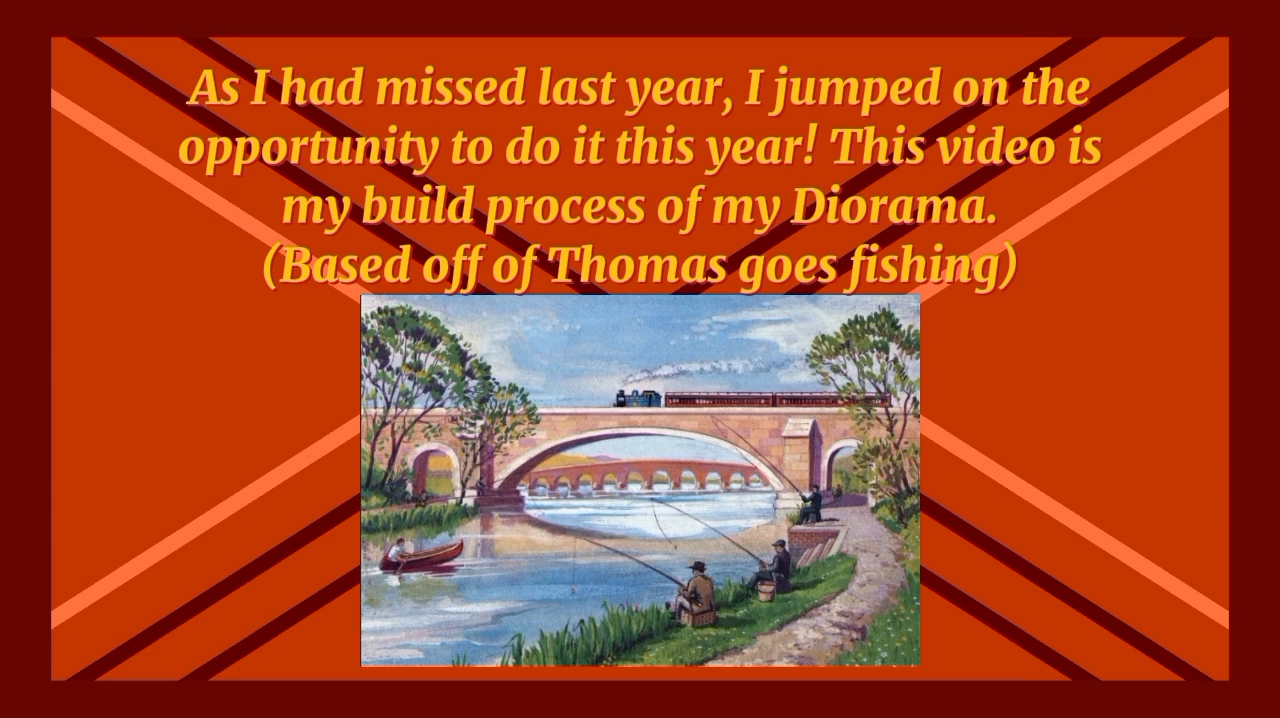 As I had missed last year, I jumped on the
opportunity to do it this year! This video is
my build process of my Diorama.
(Based off of Thomas goes fishing)